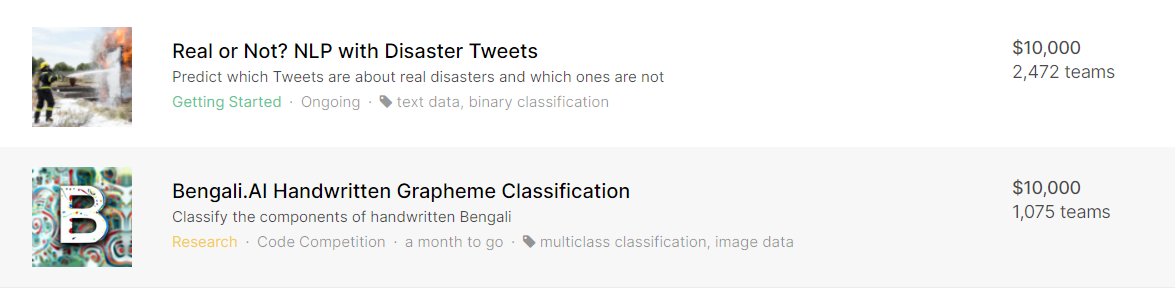 Real or Not? NLP with Disaster Tweets
Predict which Tweets are about real disasters and which ones are not
Getting Started · Ongoing · text data, binary classification
$10,000
2,472 teams
B
Bengali.AI Handwritten Grapheme Classification
Classify the components of handwritten Bengali
Research · Code Competition · a month to go · multiclass classification, image data
$10,000
1,075 teams